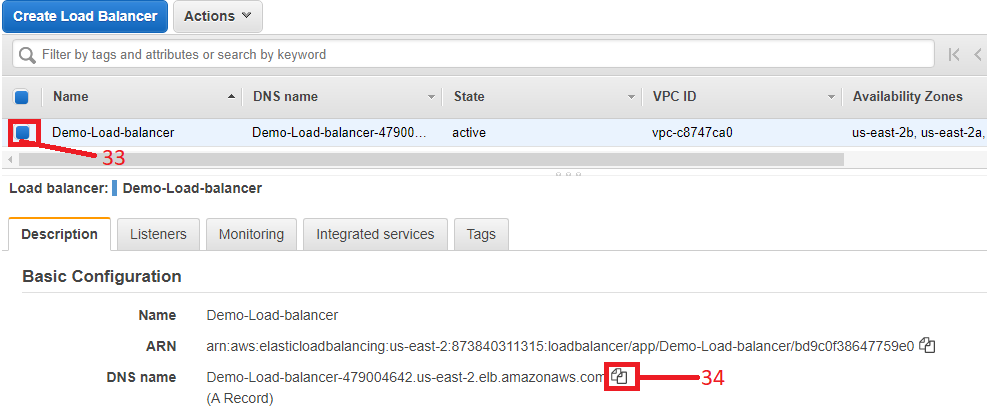 Create Load Balancer Actions
Filter by tags and attributes or search by keyword
Name DNS name State VPC ID Availability Zones
Demo-Load-balancer Demo-Load-balancer-47900... active vpc-c8747ca0 us-east-2b, us-east-2a,
33
Load balancer: Demo-Load-balancer
Description Listeners Monitoring Integrated services Tags
Basic Configuration
Name Demo-Load-balancer
ARN arn:aws:elasticloadbalancing:us-east-2:873840311315:loadbalancer/app/Demo-Load-balancer/bd9c0f38647759e0
DNS name Demo-Load-balancer-479004642.us-east-2.elb.amazonaws.com 34
(A Record)